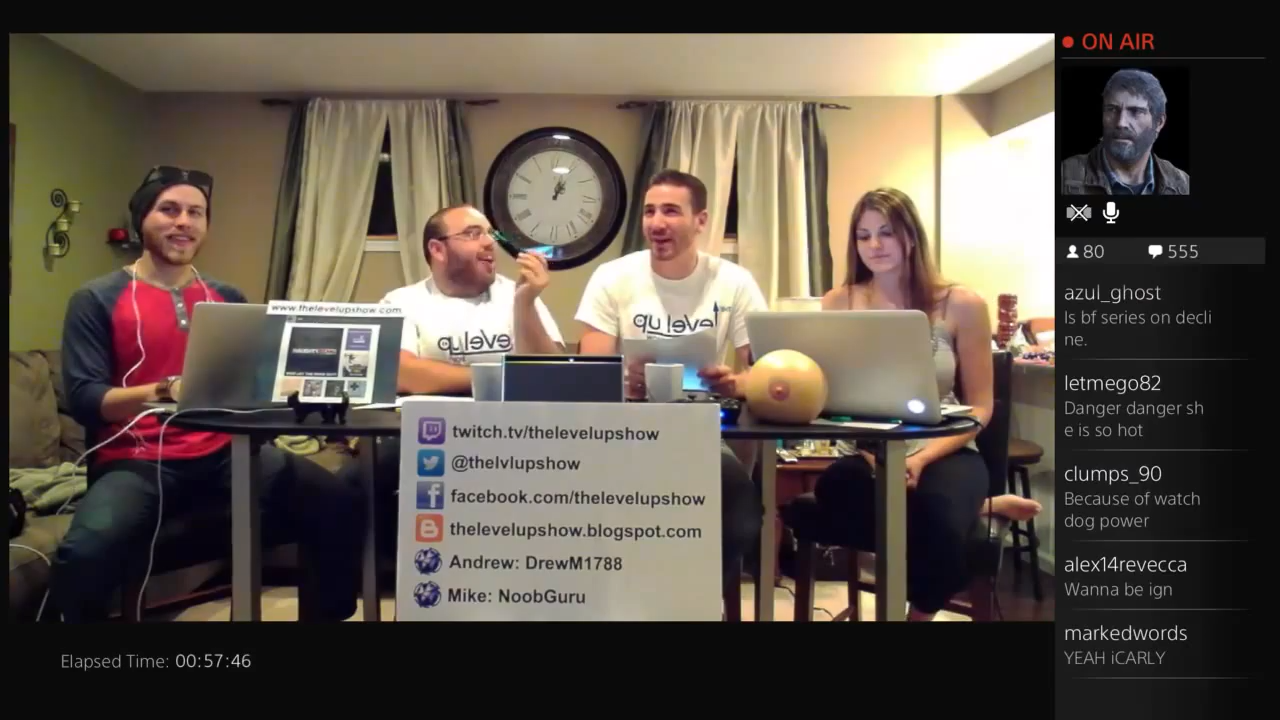 ON AIR
80 555
azul_ghost
Is bf series on decli
ne.
letmego82
Danger danger sh
e is so hot
clumps_90
Because of watch
dog power
alex14revecca
Wanna be ign
markedwords
YEAH iCARLY
www.thelevelupshow.com
level up
level up
twitch.tv/thelevelupshow
@thelvlupshow
facebook.com/thelevelupshow
thelevelupshow.blogspot.com
Andrew: DrewM1788
Mike: NoobGuru
Elapsed Time: 00:57:46